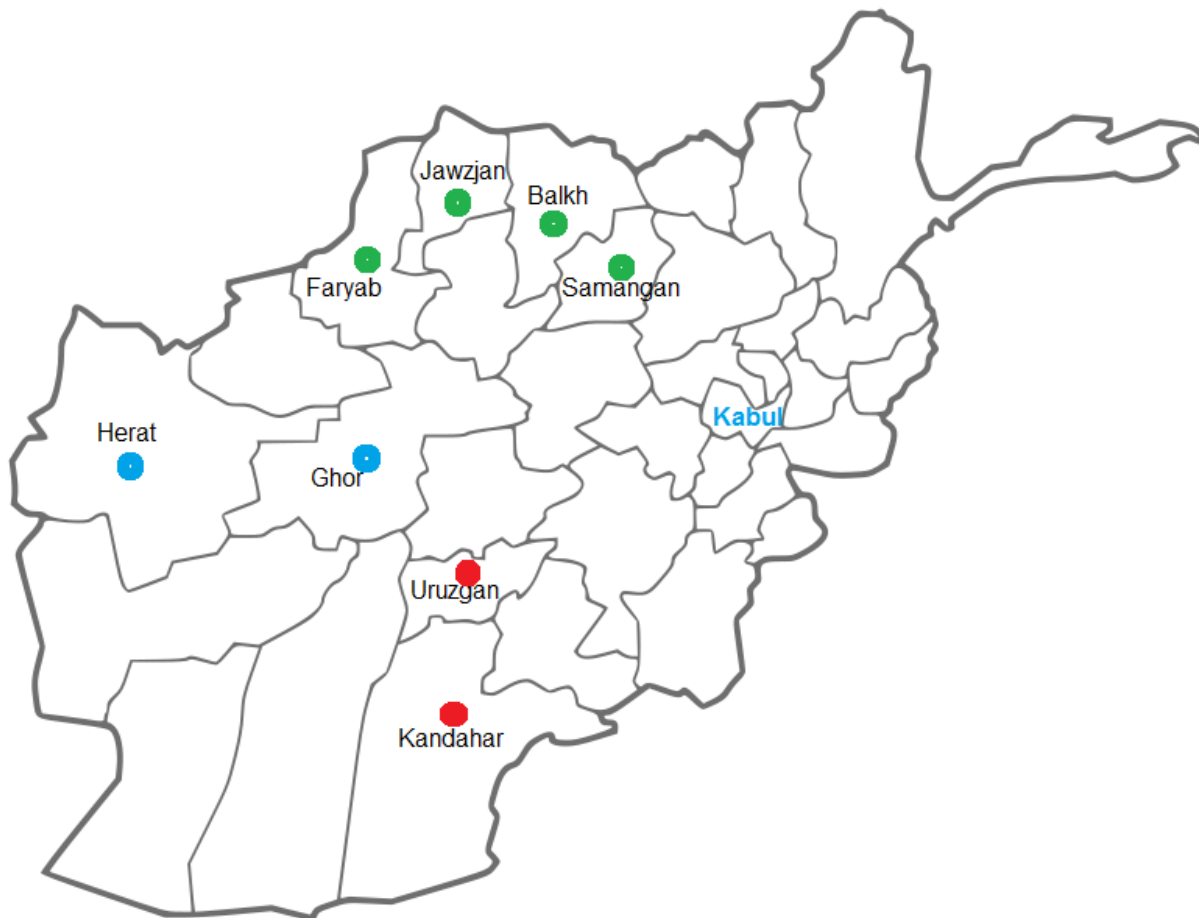 Jawzjan
Balkh
Faryab
Samangan
Kabul
Herat
Ghor
Uruzgan
Kandahar